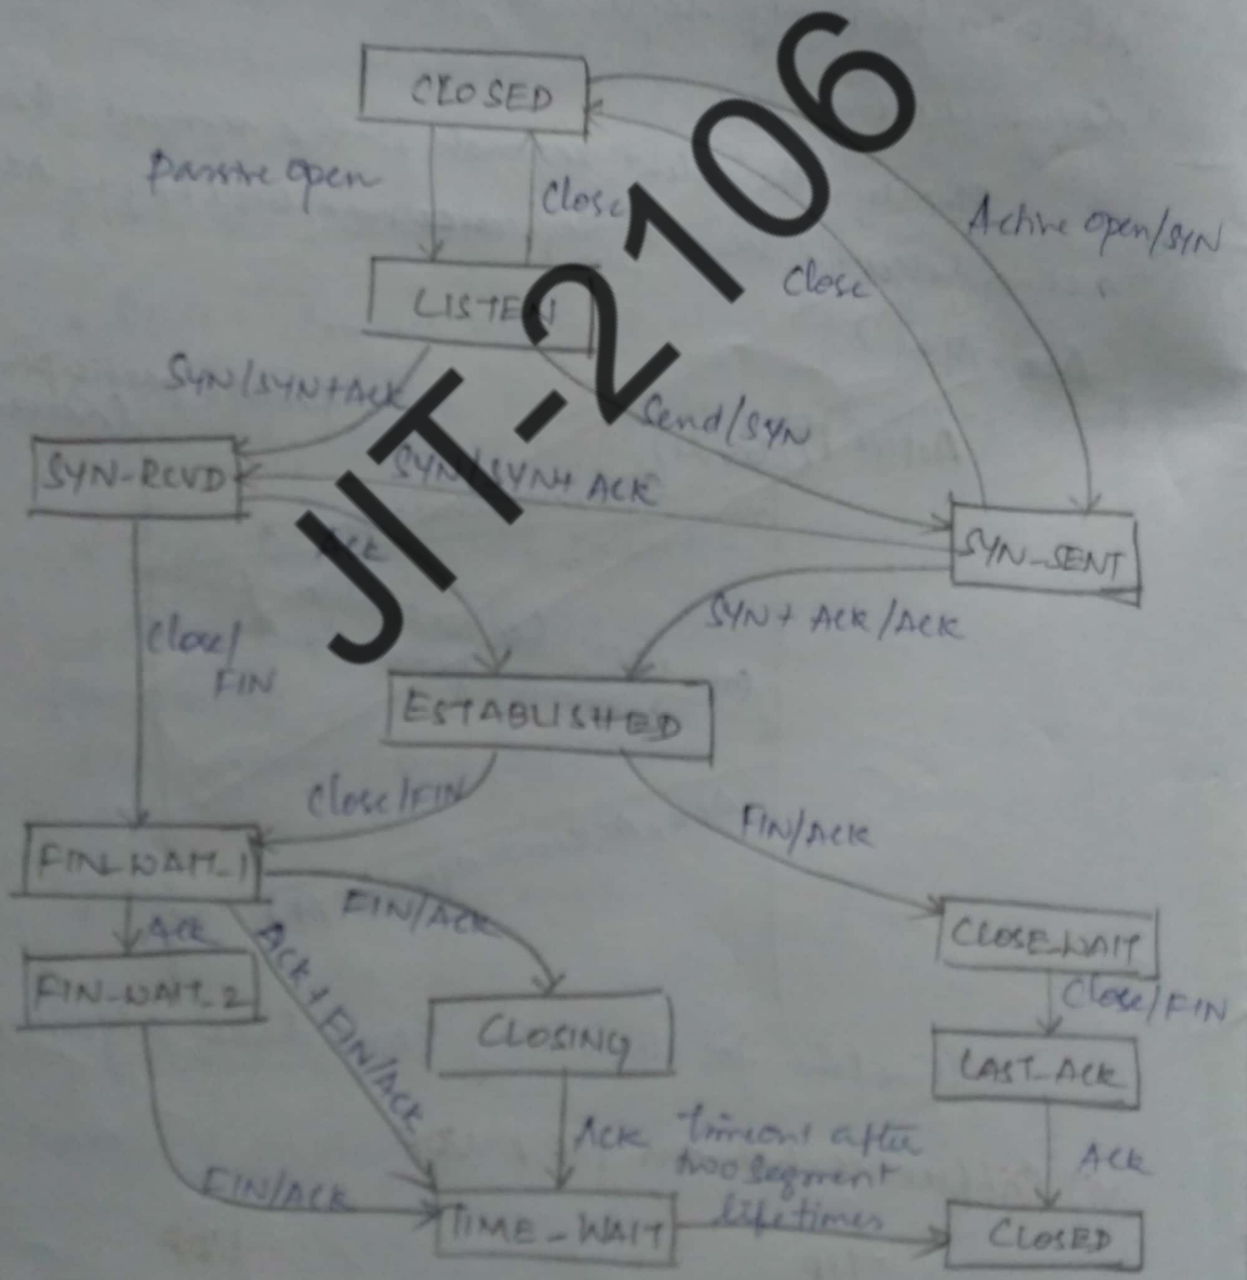 CLOSED
Passive open
Close
Active open/SYN
Close
LISTEN
SYN/SYN+ACK
Send/SYN
SYN-RCVD
SYN/SYN+ ACK
Ack
SYN_SENT
SYN+ ACK/ACK
Close/
FIN
ESTABLISHED
Close/FIN
FIN/ACK
FIN_WAIT_1
FIN/ACK
ACK
ACK + FIN/ACK
CLOSE_WAIT
Close/FIN
FIN_WAIT_2
CLOSING
LAST_ACK
ACK
timeout after
two segment
lifetimes
ACK
FIN/ACK
TIME_WAIT
CLOSED
JIT-2106